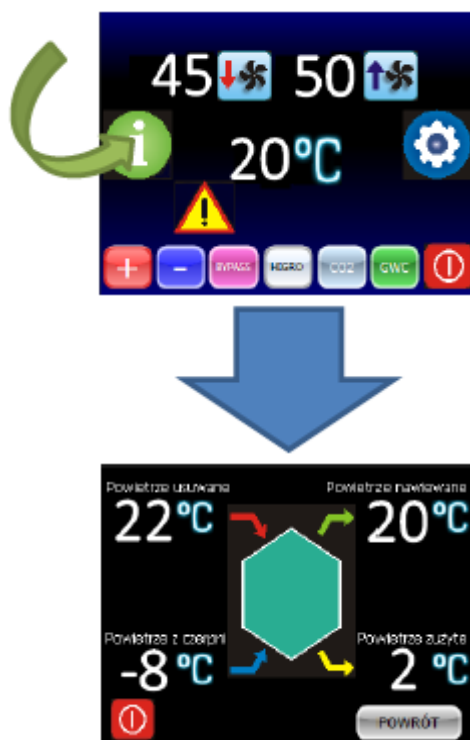 45 50
i
20°C
!
+ - BYPASS HIGRO CO2 GWC
Powietrze usuwane Powietrze nawiewane
22°C 20°C
Powietrze z czerpni Powietrze zużyte
-8°C 2°C
POWRÓT